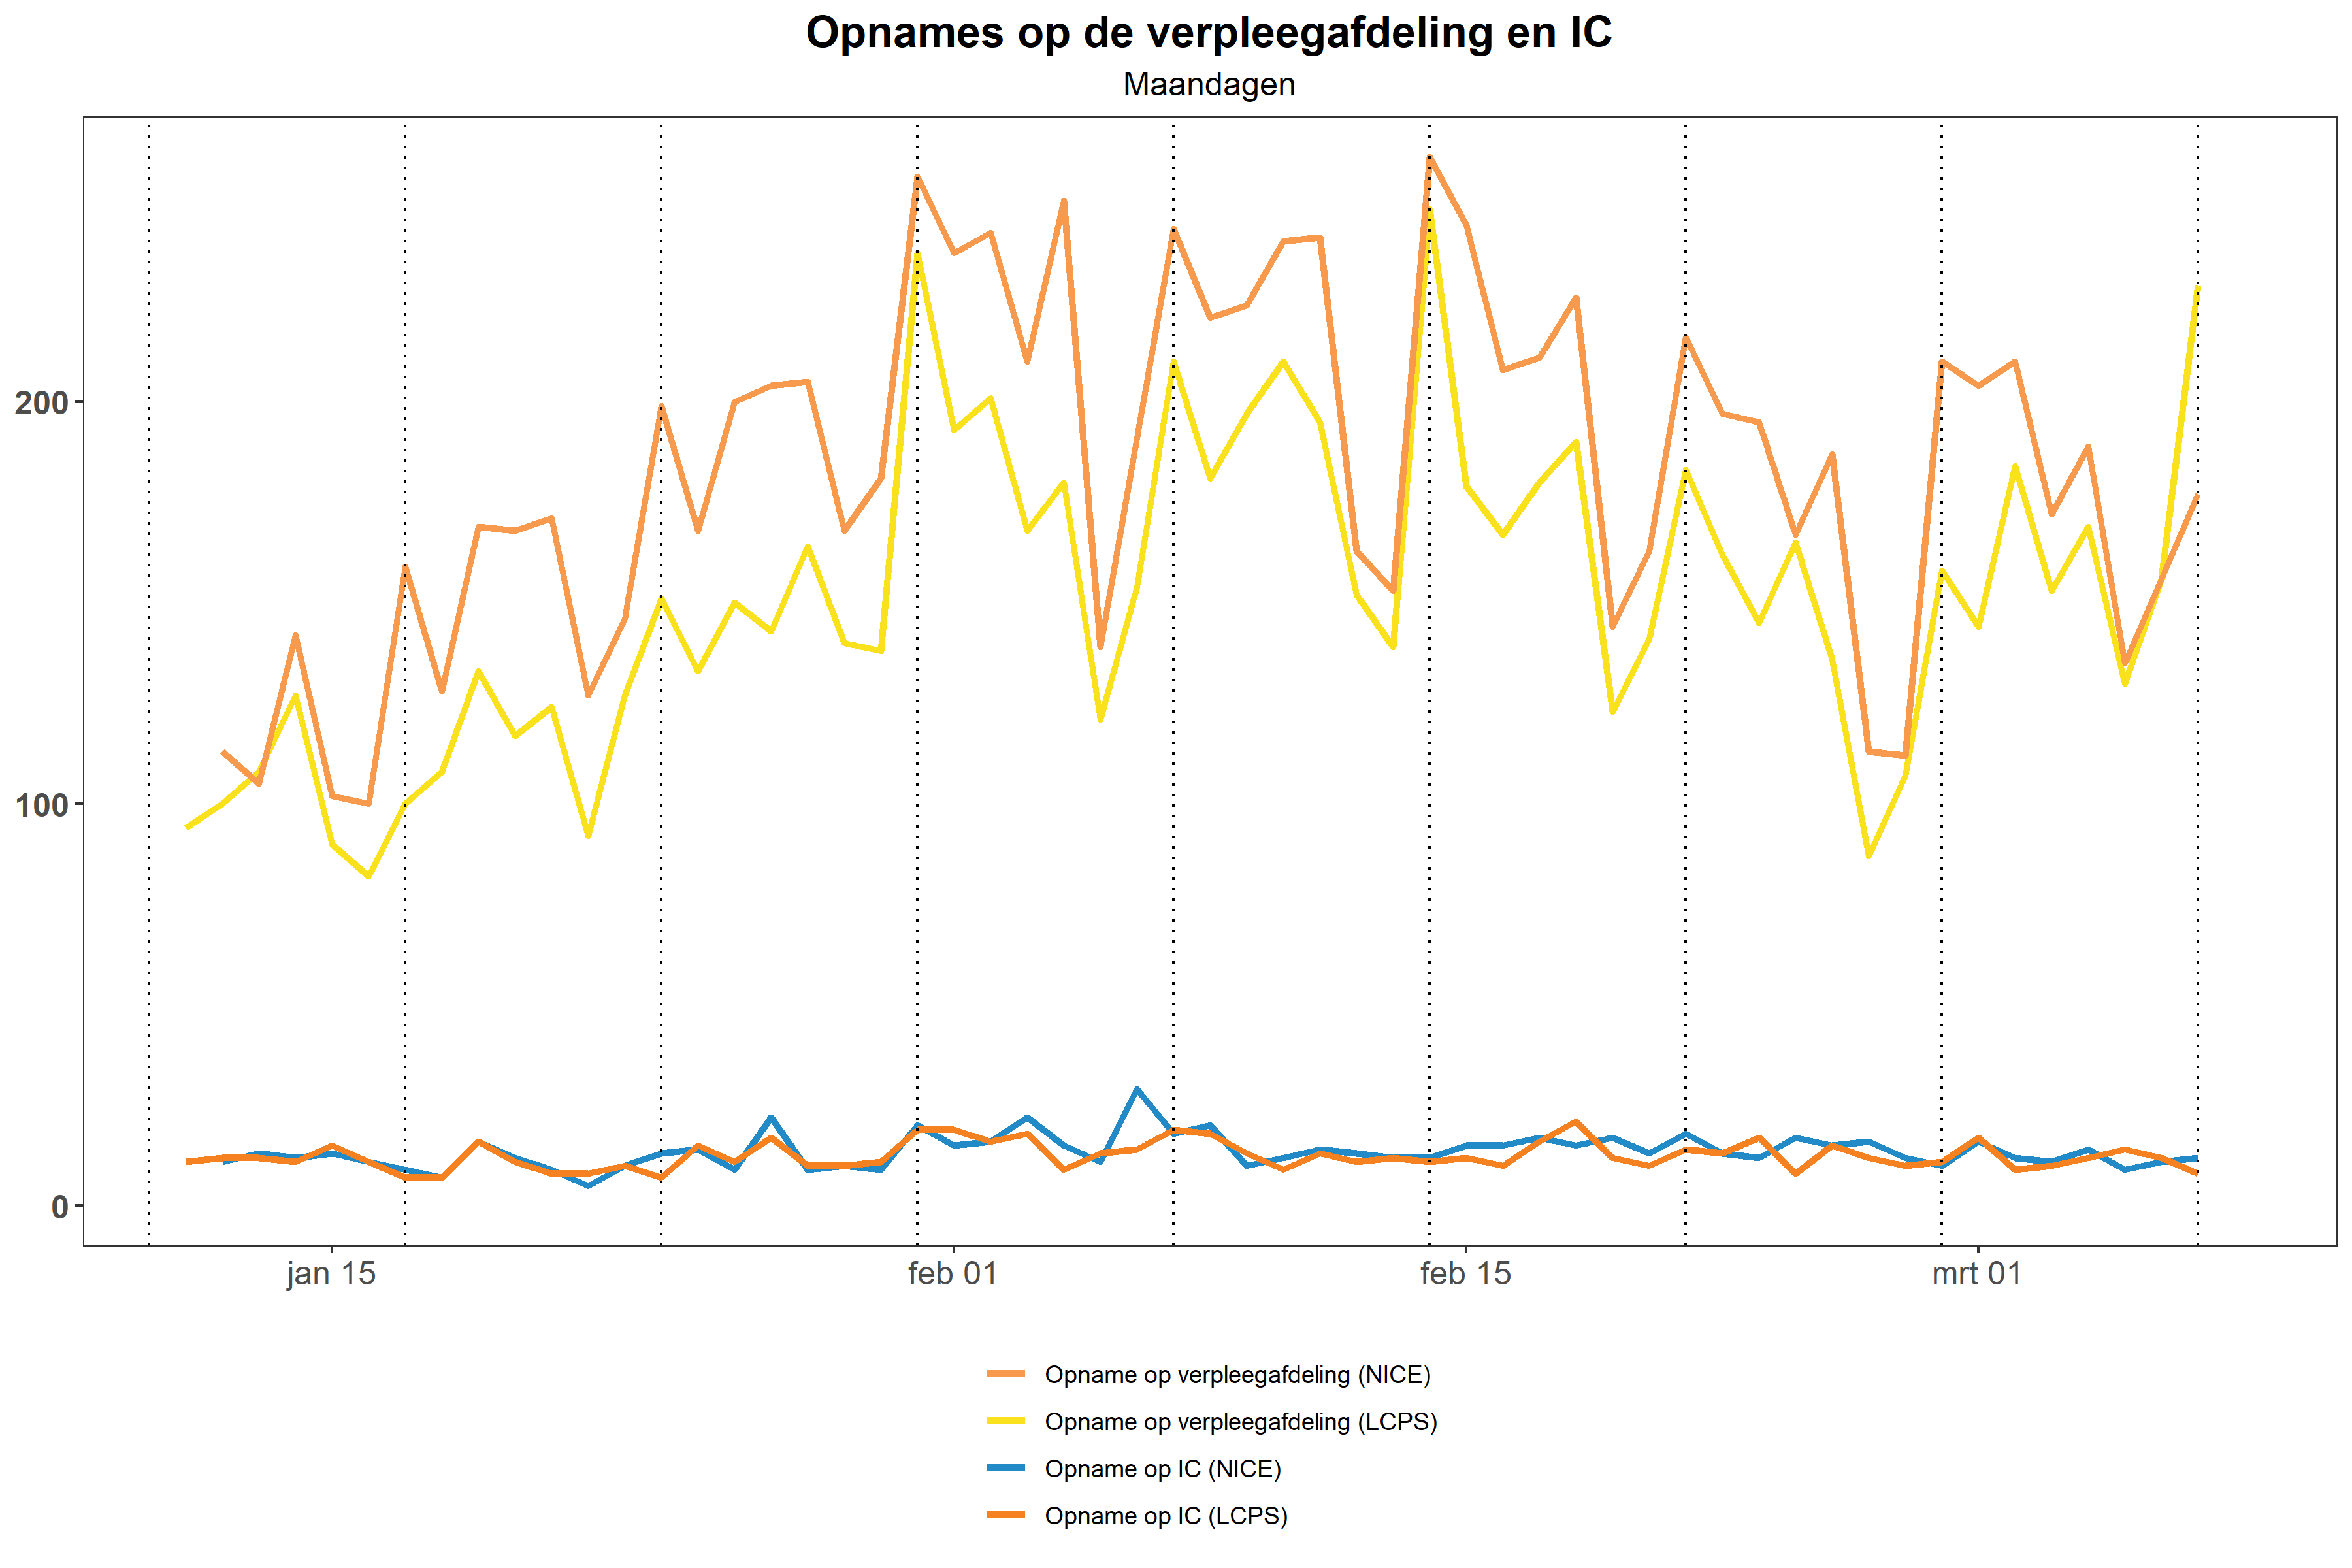 Opnames op de verpleegafdeling en IC
Maandagen
200
100
0
jan 15
feb 01
feb 15
mrt 01
Opname op verpleegafdeling (NICE)
Opname op verpleegafdeling (LCPS)
Opname op IC (NICE)
Opname op IC (LCPS)